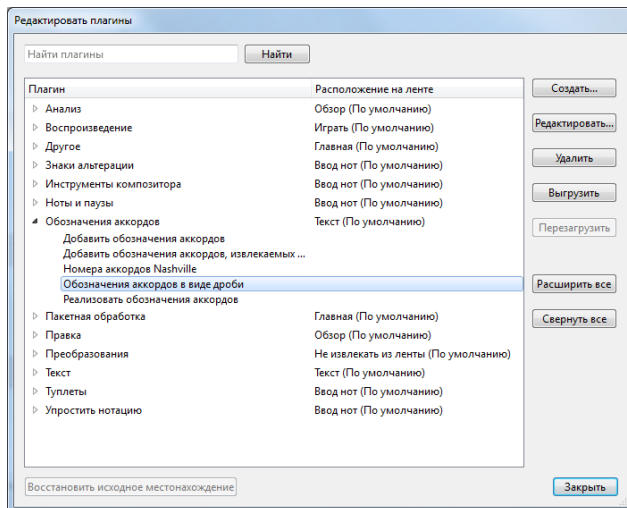 Редактировать плагины
Найти плагины Найти
Плагин Расположение на ленте Создать...
Анализ Обзор (По умолчанию)
Воспроизведение Играть (По умолчанию) Редактировать...
Другое Главная (По умолчанию)
Знаки альтерации Ввод нот (По умолчанию) Удалить
Инструменты композитора Ввод нот (По умолчанию)
Ноты и паузы Ввод нот (По умолчанию) Выгрузить
Обозначения аккордов Текст (По умолчанию) Перезагрузить
Добавить обозначения аккордов
Добавить обозначения аккордов, извлекаемых ...
Номера аккордов Nashville
Обозначения аккордов в виде дроби Расширить все
Реализовать обозначения аккордов
Пакетная обработка Главная (По умолчанию) Свернуть все
Правка Обзор (По умолчанию)
Преобразования Не извлекать из ленты (По умолчанию)
Текст Текст (По умолчанию)
Туплеты Ввод нот (По умолчанию)
Упростить нотацию Ввод нот (По умолчанию)
Восстановить исходное местонахождение Закрыть